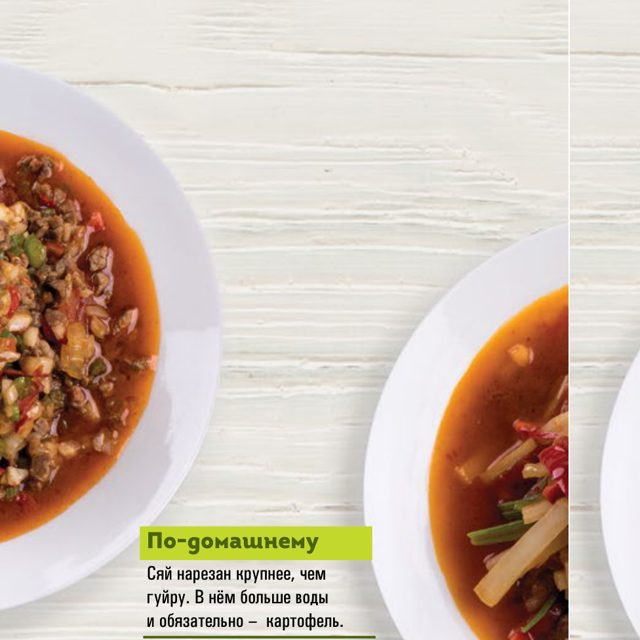 По-домашнему
Сяй нарезан крупнее, чем
гуйру. В нём больше воды
и обязательно – картофель.